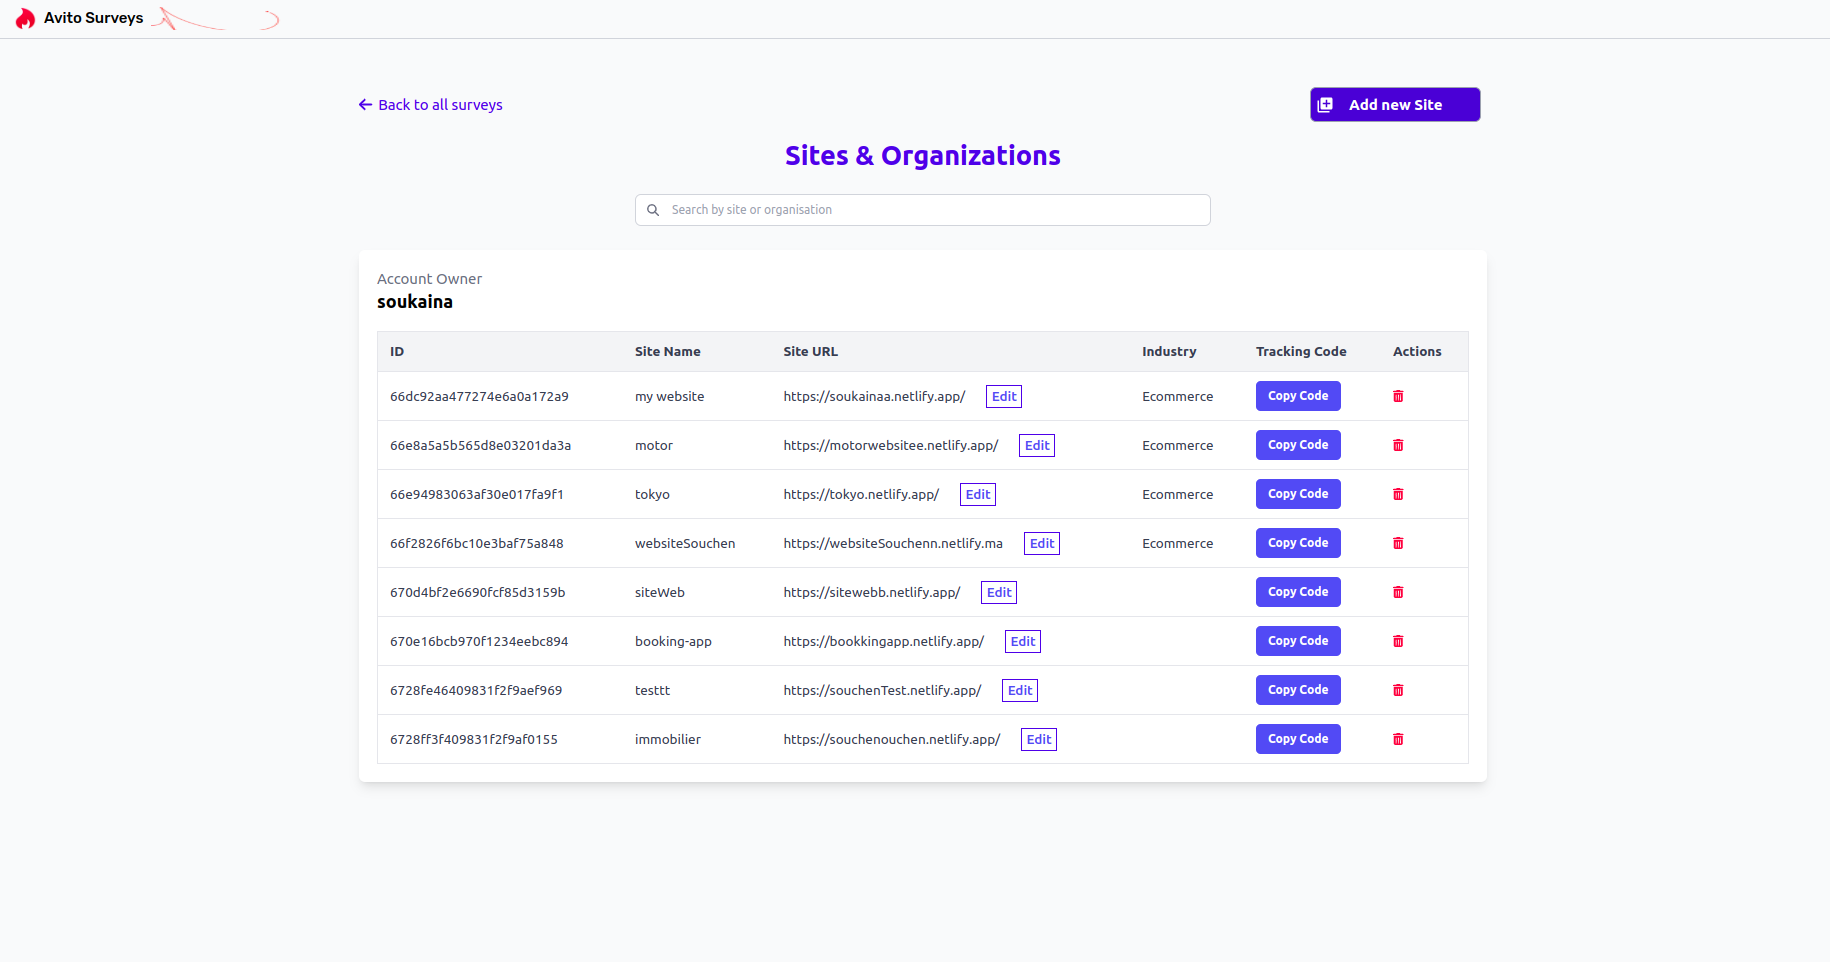 Avito Surveys
Back to all surveys
Add new Site
Sites & Organizations
Search by site or organisation
Account Owner
soukaina
ID Site Name Site URL Industry Tracking Code Actions
66dc92aa477274e6a0a172a9 my website https://soukainaa.netlify.app/ Edit Ecommerce Copy Code
66e8a5a5b565d8e03201da3a motor https://motorwebsitee.netlify.app/ Edit Ecommerce Copy Code
66e94983063af30e017fa9f1 tokyo https://tokyo.netlify.app/ Edit Ecommerce Copy Code
66f2826f6bc10e3baf75a848 websiteSouchen https://websiteSouchenn.netlify.ma Edit Ecommerce Copy Code
670d4bf2e6690fcf85d3159b siteWeb https://sitewebb.netlify.app/ Edit Copy Code
670e16bcb970f1234eebc894 booking-app https://bookkingapp.netlify.app/ Edit Copy Code
6728fe46409831f2f9aef969 testtt https://souchenTest.netlify.app/ Edit Copy Code
6728ff3f409831f2f9af0155 immobilier https://souchenouchen.netlify.app/ Edit Copy Code